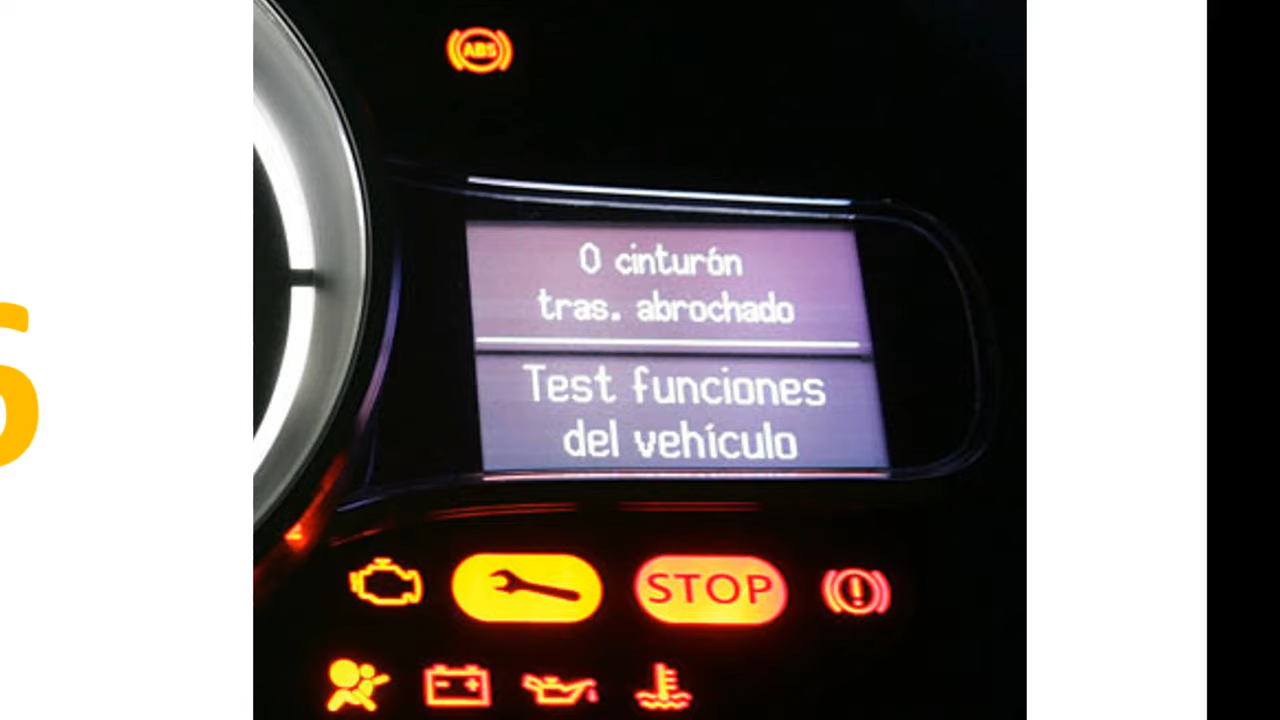 ABS
0 cinturón
tras. abrochado
Test funciones
del vehículo
STOP